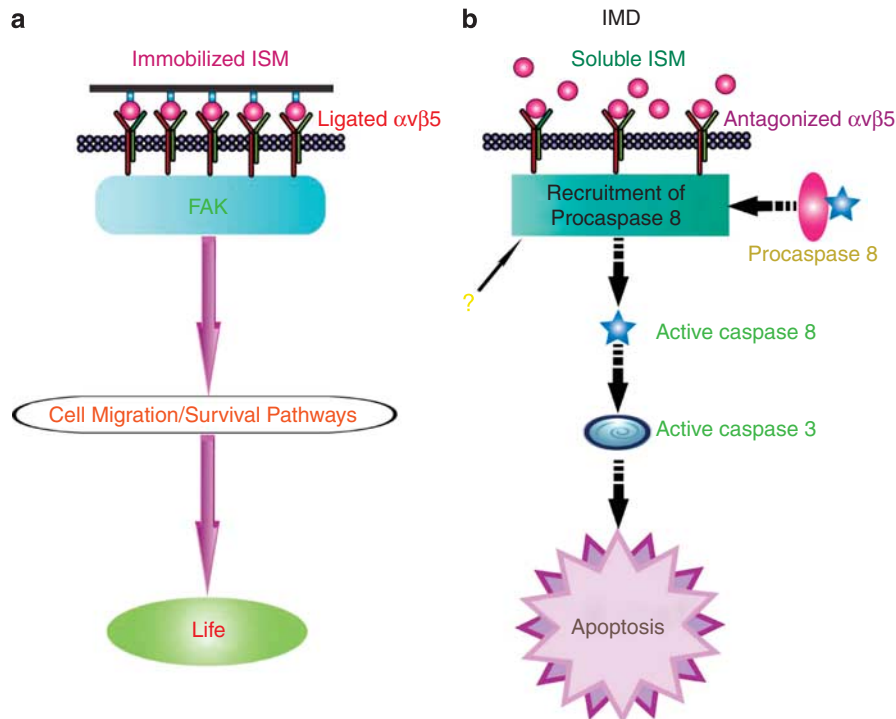 a
Immobilized ISM
Ligated αvβ5
FAK
Cell Migration/Survival Pathways
Life
b
IMD
Soluble ISM
Antagonized αvβ5
Recruitment of
Procaspase 8
Procaspase 8
?
Active caspase 8
Active caspase 3
Apoptosis